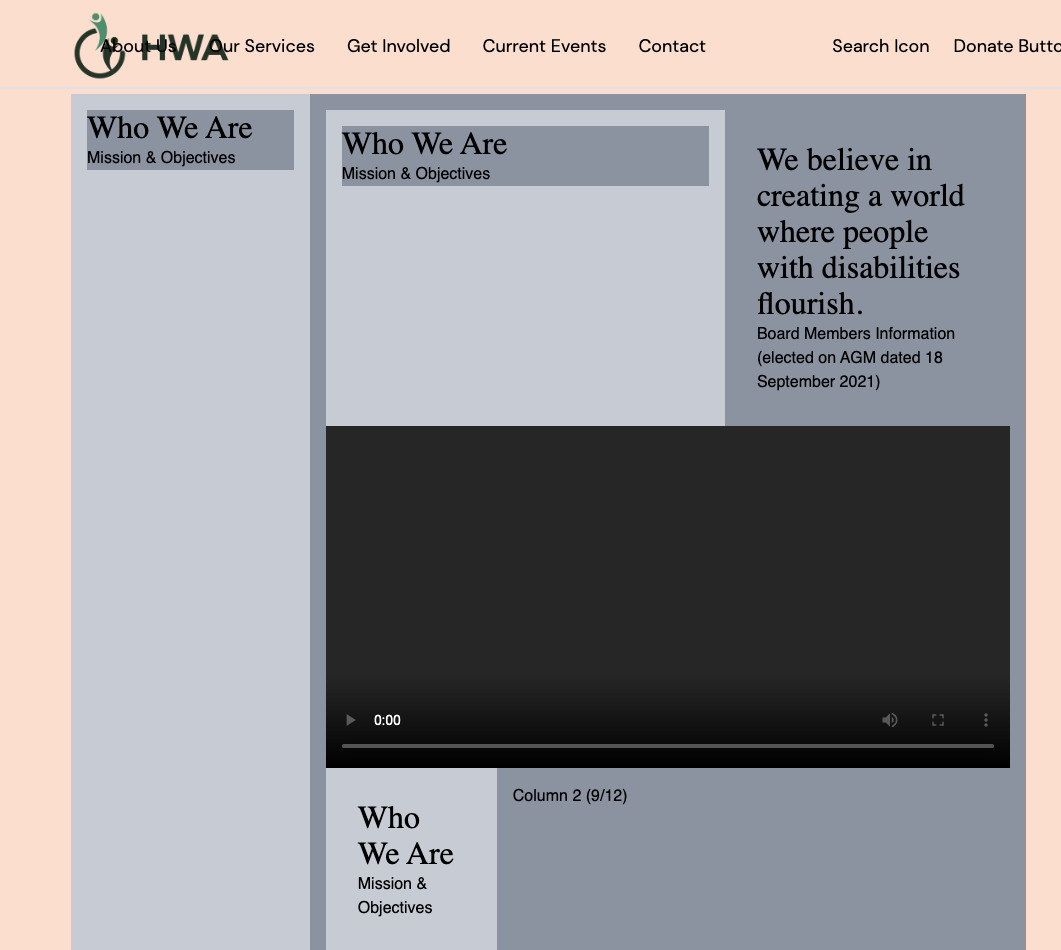 HWA
About Us Our Services Get Involved Current Events Contact Search Icon Donate
Who We Are
Mission & Objectives
Who We Are
Mission & Objectives
We believe in
creating a world
where people
with disabilities
flourish.
Board Members Information
(elected on AGM dated 18
September 2021)
0:00
Who
We Are
Mission &
Objectives
Column 2 (9/12)